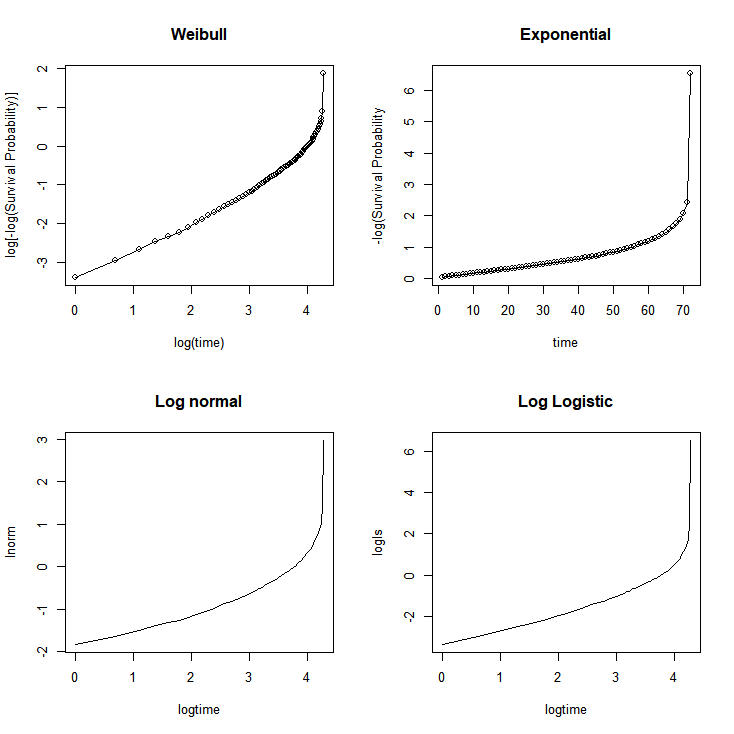 Weibull
log[-log(Survival Probability)]
2
1
0
-1
-2
-3
0 1 2 3 4
log(time)
Exponential
-log(Survival Probability
6
5
4
3
2
1
0
0 10 20 30 40 50 60 70
time
Log normal
lnorm
3
2
1
0
-1
-2
0 1 2 3 4
logtime
Log Logistic
logls
6
4
2
0
-2
0 1 2 3 4
logtime